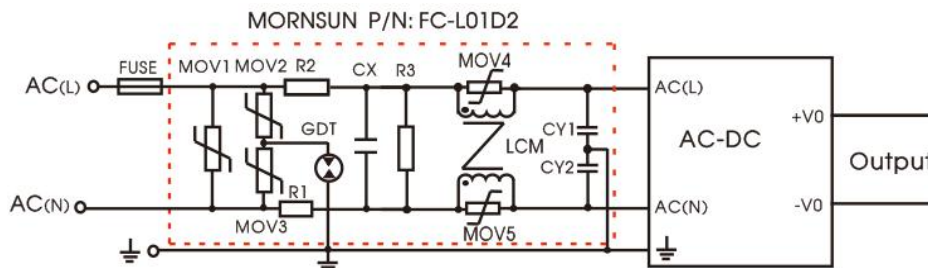 MORNSUN P/N: FC-L01D2
FUSE MOV1 MOV2 R2 CX R3 MOV4
AC(L) AC(L)
GDT CY1 +V0
LCM AC-DC
CY2 Output
R1
AC(N) AC(N) -V0
MOV3 MOV5